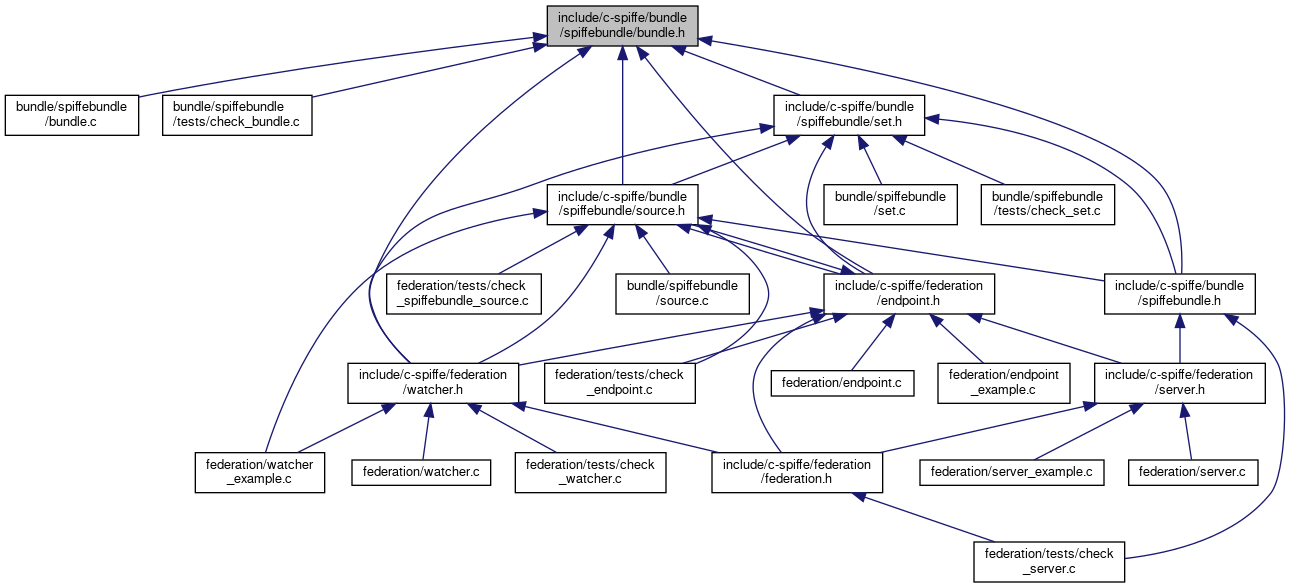 include/c-spiffe/bundle
/spiffebundle/bundle.h
bundle/spiffebundle
/bundle.c
bundle/spiffebundle
/tests/check_bundle.c
include/c-spiffe/bundle
/spiffebundle/set.h
include/c-spiffe/bundle
/spiffebundle/source.h
bundle/spiffebundle
/set.c
bundle/spiffebundle
/tests/check_set.c
federation/tests/check
_spiffebundle_source.c
bundle/spiffebundle
/source.c
include/c-spiffe/federation
/endpoint.h
include/c-spiffe/bundle
/spiffebundle.h
include/c-spiffe/federation
/watcher.h
federation/tests/check
_endpoint.c
federation/endpoint.c
federation/endpoint
_example.c
include/c-spiffe/federation
/server.h
federation/watcher
_example.c
federation/watcher.c
federation/tests/check
_watcher.c
include/c-spiffe/federation
/federation.h
federation/server_example.c
federation/server.c
federation/tests/check
_server.c